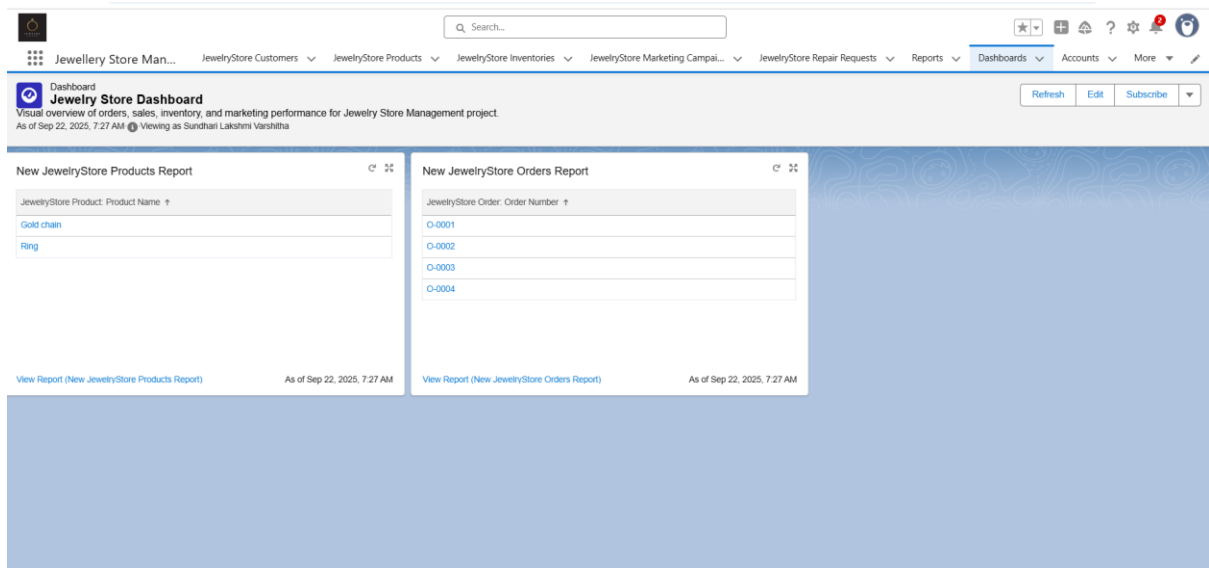 Search...
2
Jewellery Store Man...
JewelryStore Customers
JewelryStore Products
JewelryStore Inventories
JewelryStore Marketing Campai...
JewelryStore Repair Requests
Reports
Dashboards
Accounts
More
Dashboard
Jewelry Store Dashboard
Visual overview of orders, sales, inventory, and marketing performance for Jewelry Store Management project.
As of Sep 22, 2025, 7:27 AM Viewing as Sundhari Lakshmi Varshitha
Refresh
Edit
Subscribe
New JewelryStore Products Report
JewelryStore Product: Product Name ↑
Gold chain
Ring
View Report (New JewelryStore Products Report)
As of Sep 22, 2025, 7:27 AM
New JewelryStore Orders Report
JewelryStore Order: Order Number ↑
O-0001
O-0002
O-0003
O-0004
View Report (New JewelryStore Orders Report)
As of Sep 22, 2025, 7:27 AM